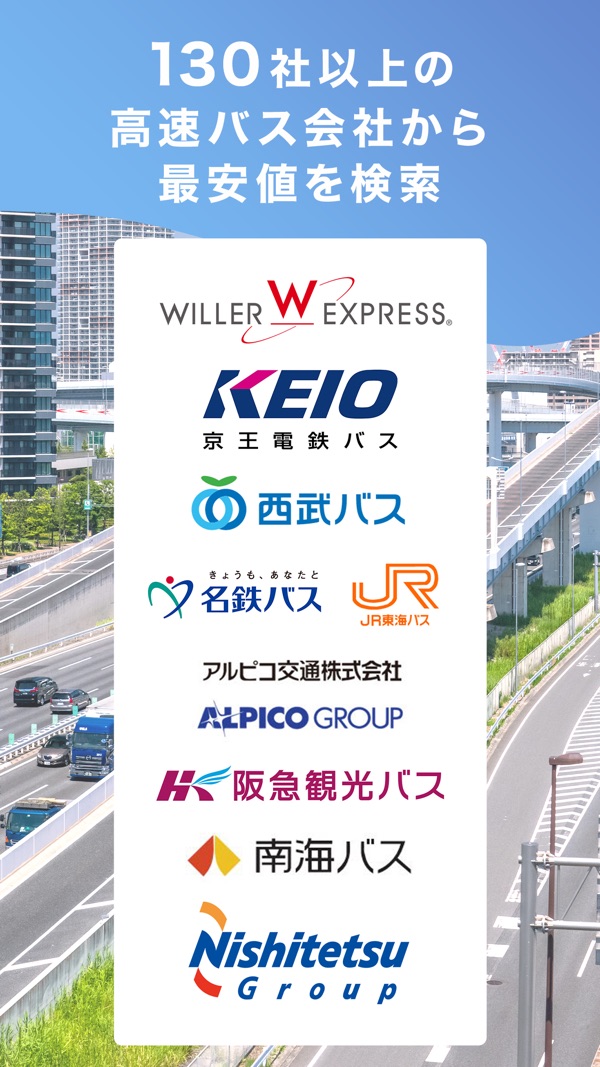 130社以上の
高速バス会社から
最安値を検索
WILLER EXPRESS®
KEIO
京王電鉄バス
西武バス
きょうも、あなたと
名鉄バス
JR
JR東海バス
アルピコ交通株式会社
ALPICO GROUP
阪急観光バス
南海バス
Nishitetsu
Group